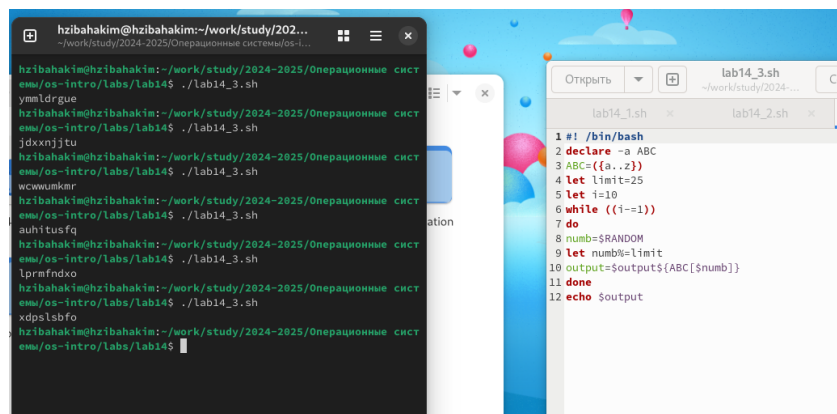 hzibahakim@hzibahakim:~/work/study/202...
~/work/study/2024-2025/Операционные системы/os-i...
hzibahakim@hzibahakim:~/work/study/2024-2025/Операционные сист
емы/os-intro/labs/lab14$ ./lab14_3.sh
ymmldrgue
hzibahakim@hzibahakim:~/work/study/2024-2025/Операционные сист
емы/os-intro/labs/lab14$ ./lab14_3.sh
jdxxnjjtu
hzibahakim@hzibahakim:~/work/study/2024-2025/Операционные сист
емы/os-intro/labs/lab14$ ./lab14_3.sh
wcwwumkmr
hzibahakim@hzibahakim:~/work/study/2024-2025/Операционные сист
емы/os-intro/labs/lab14$ ./lab14_3.sh
auhitusfq
hzibahakim@hzibahakim:~/work/study/2024-2025/Операционные сист
емы/os-intro/labs/lab14$ ./lab14_3.sh
lprmfndxo
hzibahakim@hzibahakim:~/work/study/2024-2025/Операционные сист
емы/os-intro/labs/lab14$ ./lab14_3.sh
xdpslsbfo
hzibahakim@hzibahakim:~/work/study/2024-2025/Операционные сист
емы/os-intro/labs/lab14$
ation
Открыть
lab14_3.sh
~/work/study/2024-...
С
lab14_1.sh
lab14_2.sh
1 #! /bin/bash
2 declare -a ABC
3 ABC=({a..z})
4 let limit=25
5 let i=10
6 while ((i-=1))
7 do
8 numb=$RANDOM
9 let numb%=limit
10 output=$output${ABC[$numb]}
11 done
12 echo $output